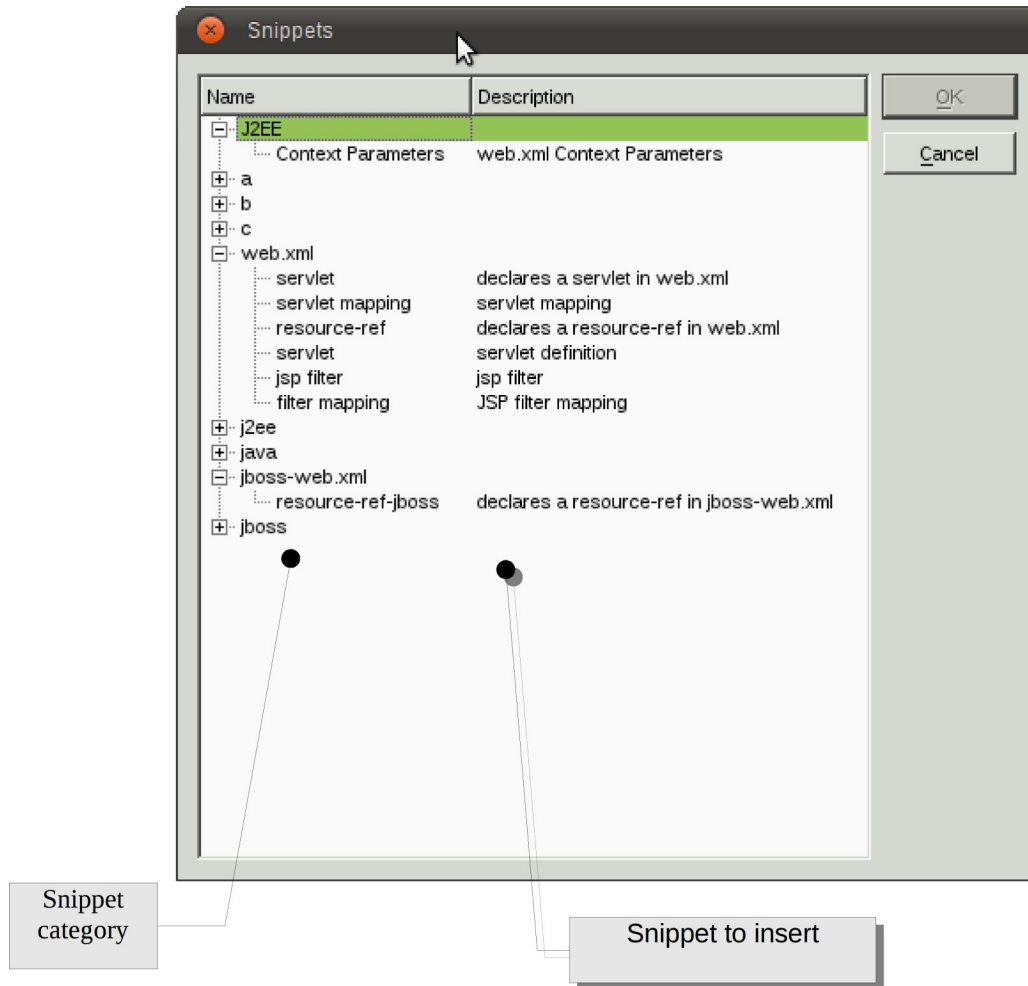 Snippets
Name Description OK
J2EE
Context Parameters web.xml Context Parameters Cancel
a
b
c
web.xml
servlet declares a servlet in web.xml
servlet mapping servlet mapping
resource-ref declares a resource-ref in web.xml
servlet servlet definition
jsp filter jsp filter
filter mapping JSP filter mapping
j2ee
java
jboss-web.xml
resource-ref-jboss declares a resource-ref in jboss-web.xml
jboss
Snippet
category
Snippet to insert